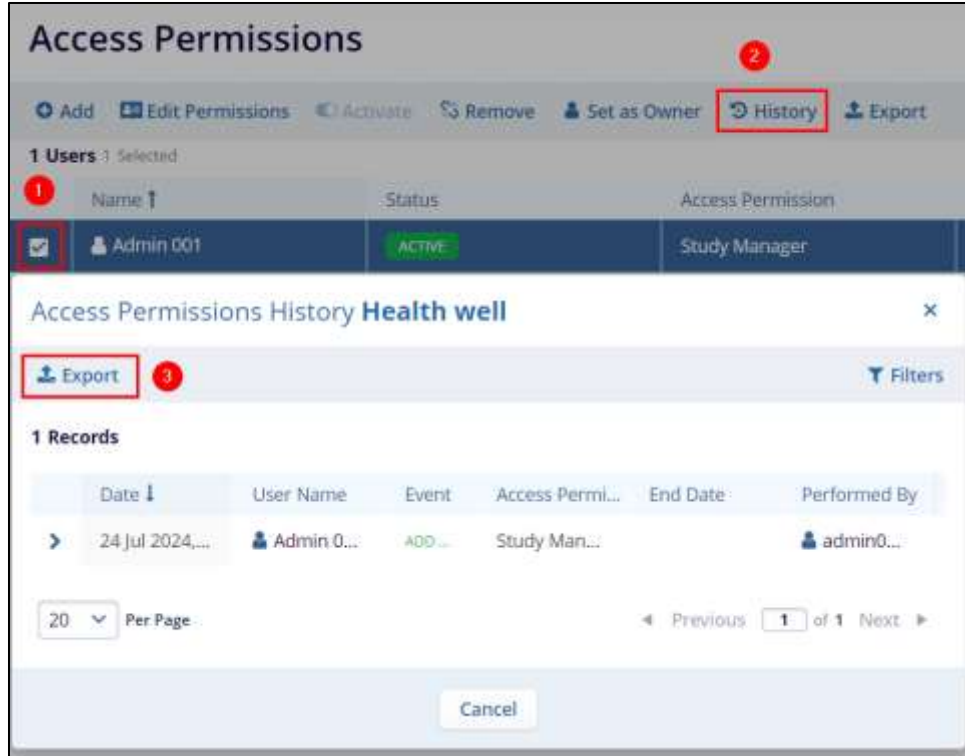 Access Permissions
2
Add Edit Permissions Activate Remove Set as Owner History Export
1 Users 1 Selected
1
Name Status Access Permission
Admin 001 ACTIVE Study Manager
Access Permissions History Health well ×
Export 3 Filters
1 Records
Date User Name Event Access Permi... End Date Performed By
24 Jul 2024,... Admin 0... ADD ... Study Man... admin0...
20 Per Page Previous 1 of 1 Next
Cancel